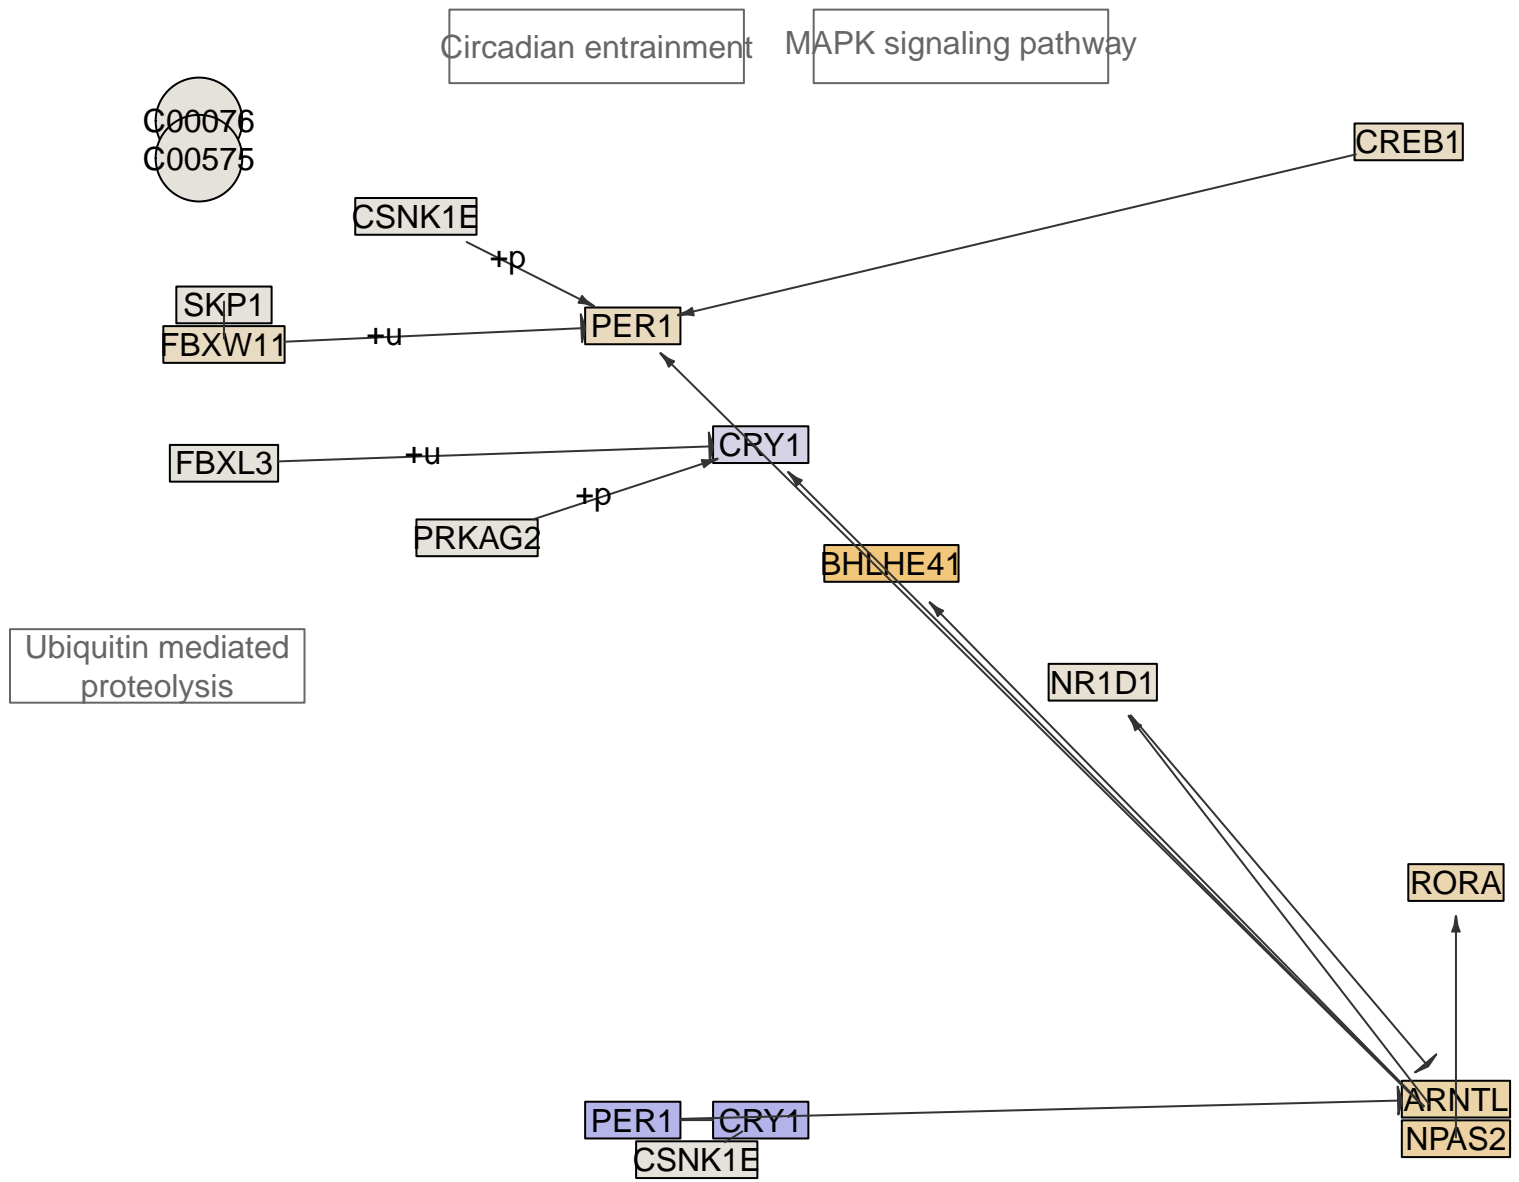 Circadian entrainment
MAPK signaling pathway
C00076
C00575
CREB1
CSNK1E
+p
SKP1
FBXW11
+u
PER1
FBXL3
+u
CRY1
+p
PRKAG2
BHLHE41
Ubiquitin mediated
proteolysis
NR1D1
RORA
ARNTL
NPAS2
PER1
CRY1
CSNK1E